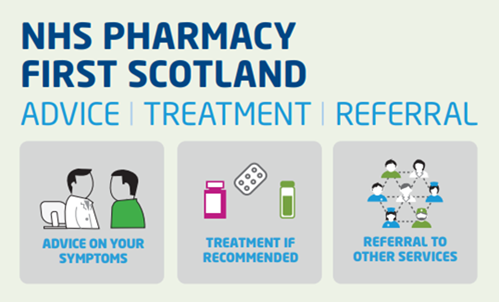 NHS PHARMACY
FIRST SCOTLAND
ADVICE | TREATMENT | REFERRAL
ADVICE ON YOUR
SYMPTOMS
TREATMENT IF
RECOMMENDED
REFERRAL TO
OTHER SERVICES